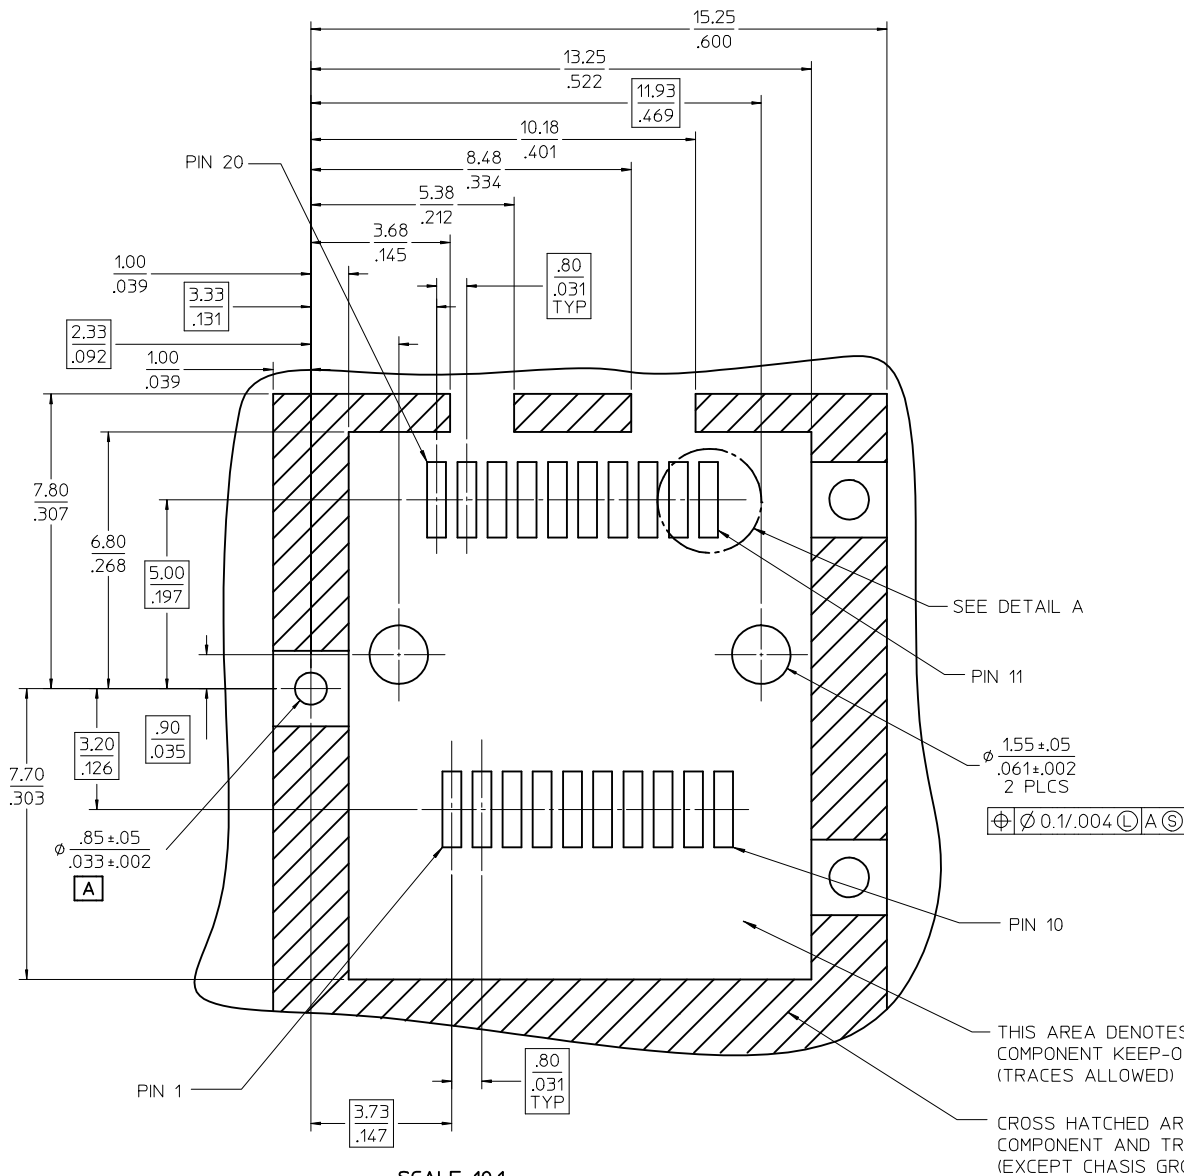 15.25
.600
13.25
.522
11.93
.469
10.18
.401
PIN 20
8.48
.334
5.38
.212
3.68
.145
1.00
.039
.80
.031
TYP
3.33
.131
2.33
.092
1.00
.039
7.80
.307
6.80
.268
5.00
.197
SEE DETAIL A
PIN 11
.90
.035
3.20
.126
7.70
.303
⌀ 1.55±.05
.061±.002
2 PLCS
⌖ ⌀ 0.1/.004 Ⓛ A Ⓢ
⌀ .85±.05
.033±.002
A
PIN 10
THIS AREA DENOTES
COMPONENT KEEP-O
(TRACES ALLOWED)
.80
.031
TYP
PIN 1
3.73
.147
CROSS HATCHED AR
COMPONENT AND TR
(EXCEPT CHASIS GR